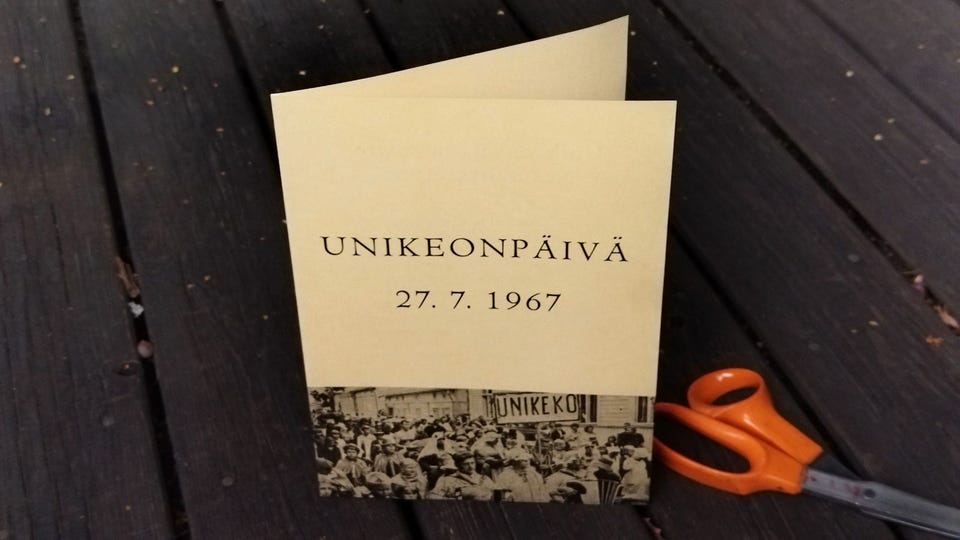 UNIKEONPÄIVÄ
27. 7. 1967
UNIKEKO